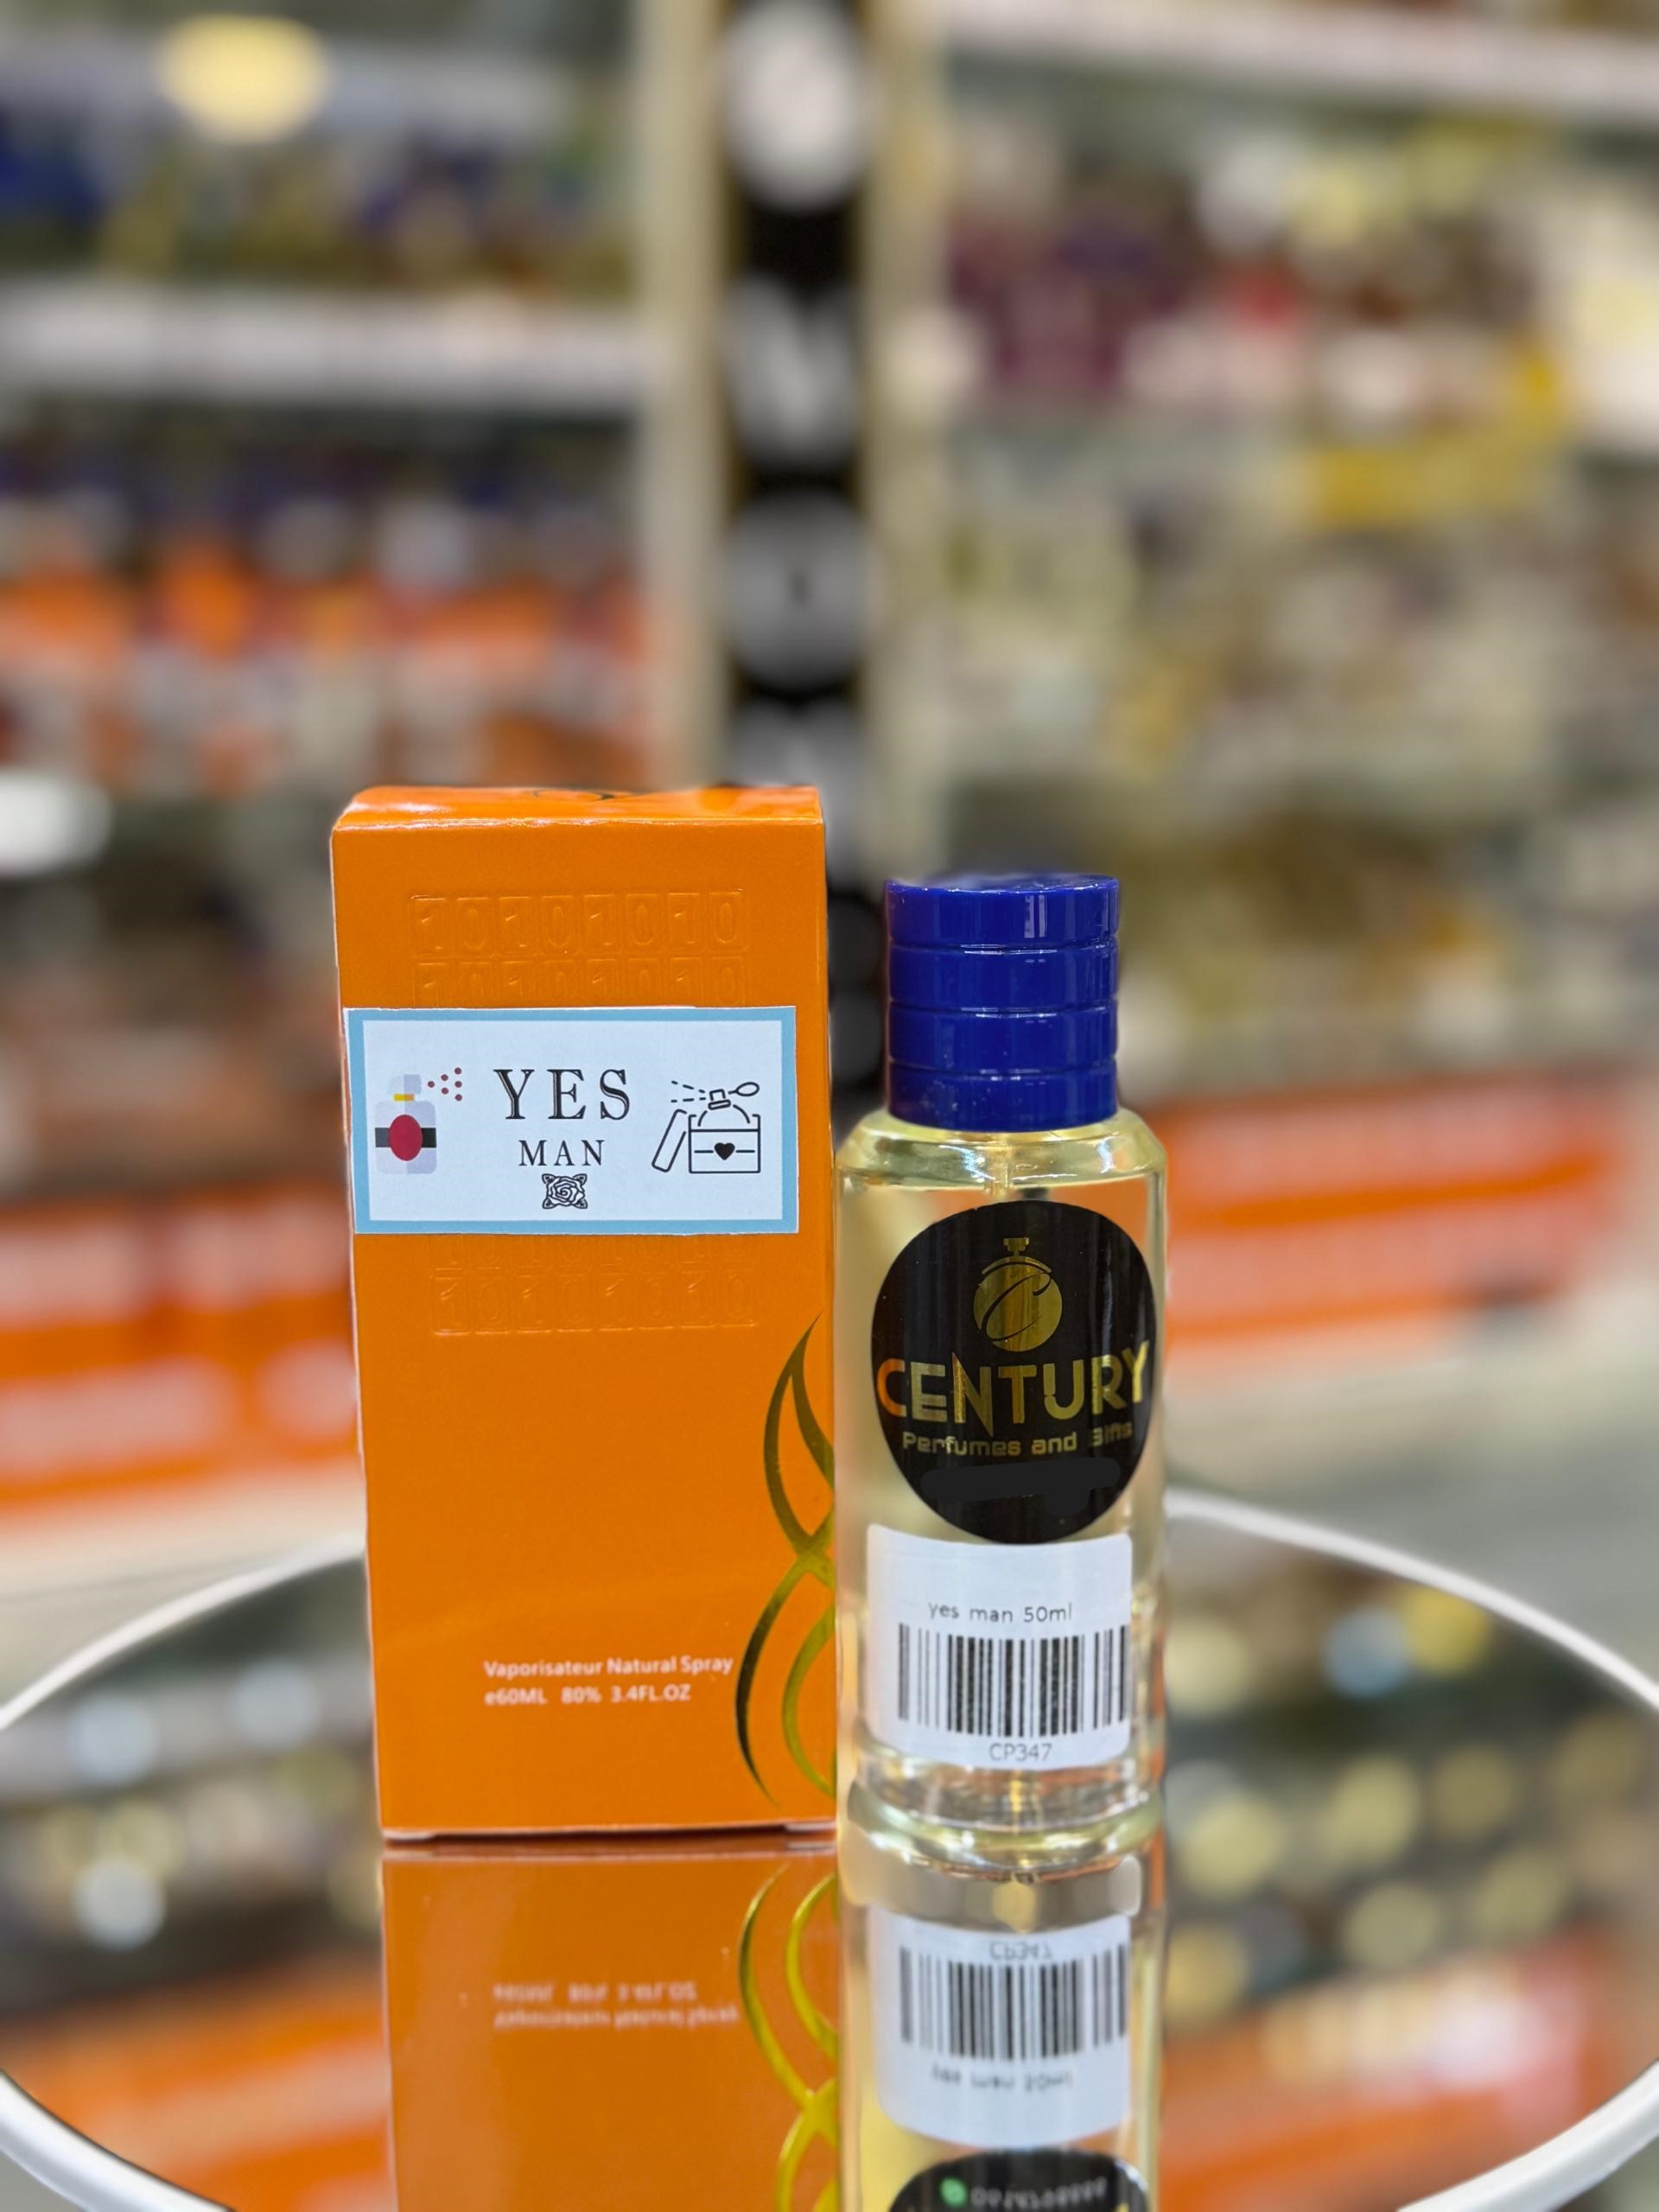 YES
MAN
Vaporisateur Natural Spray
e60ML 80% 3.4FL.OZ
CENTURY
Perfumes and Gifts
yes man 50ml
CP347